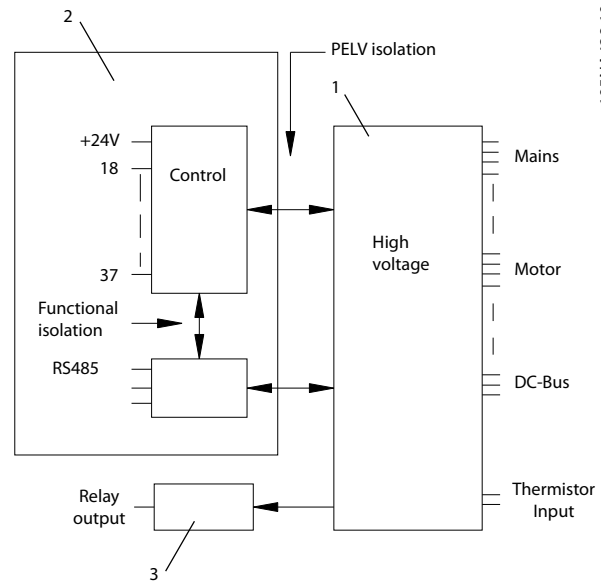 2
PELV isolation
1
+24V
18
Control
37
Functional
isolation
RS485
High
voltage
Mains
Motor
DC-Bus
Thermistor
Input
Relay
output
3